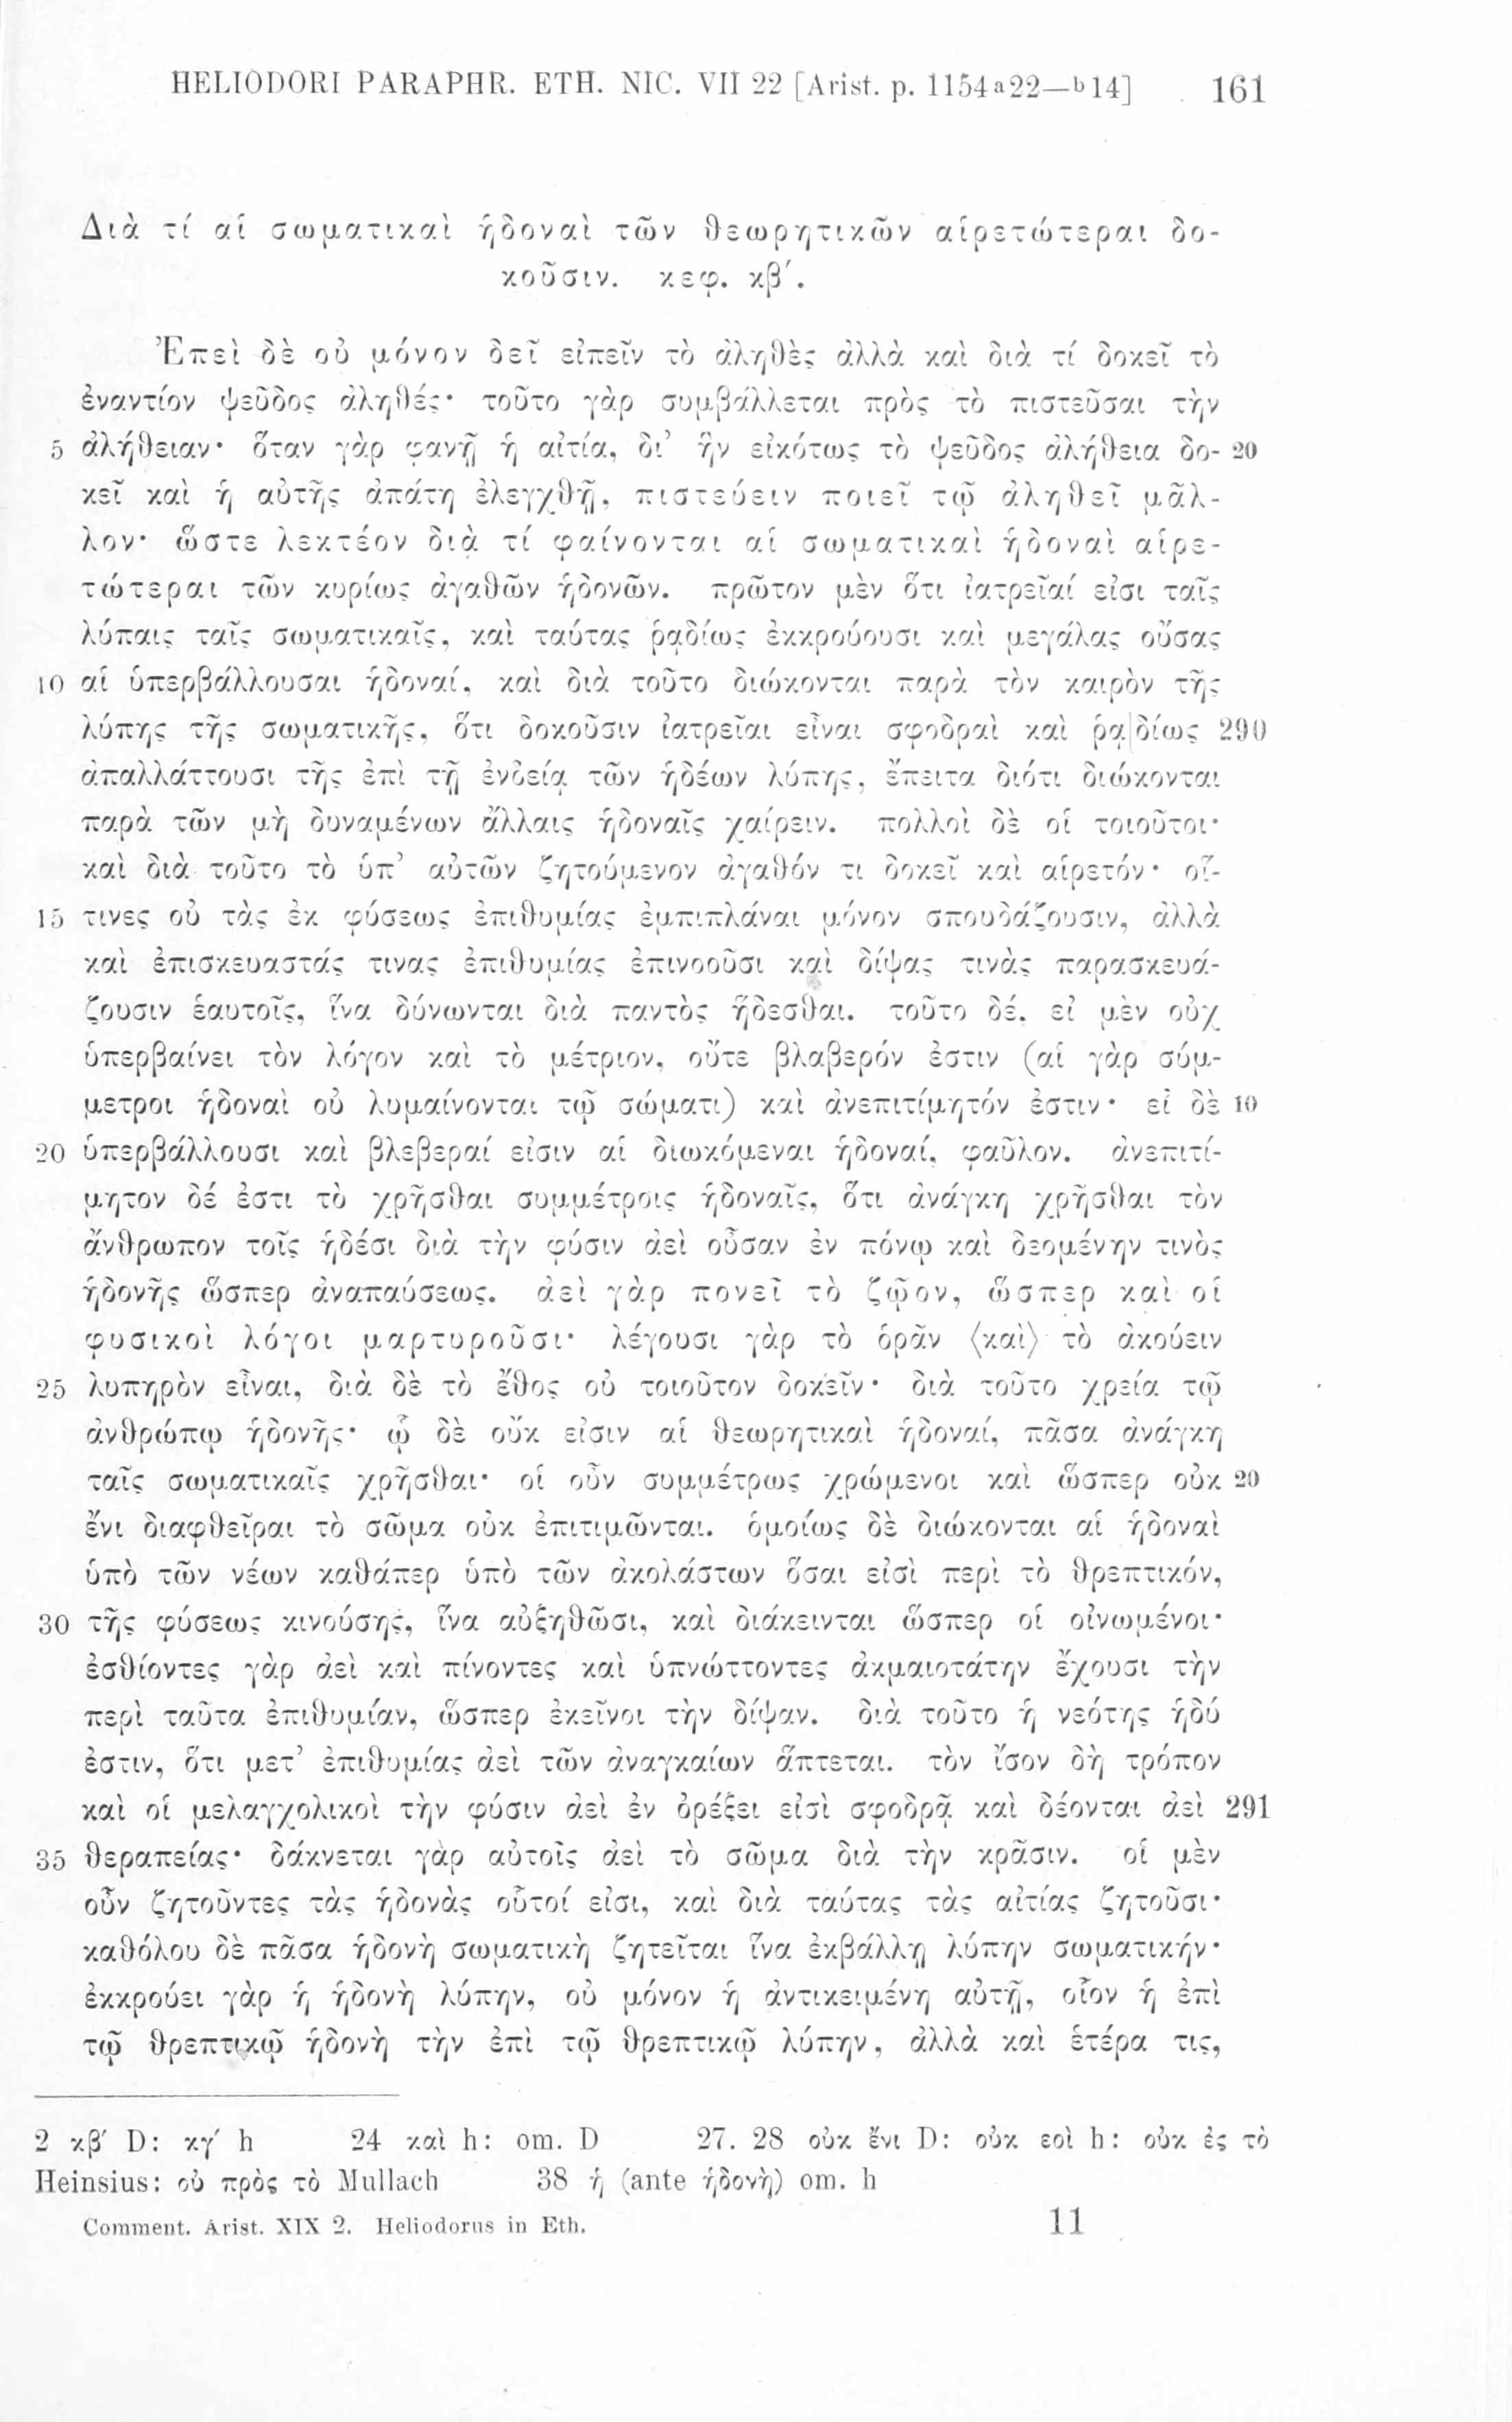 HELIODORI PARAPHR. ETH. NIC. VII 22 [Arist. p. 1154a22—b14] 161
Διὰ τί αἱ σωματικαὶ ἡδοναὶ τῶν θεωρητικῶν αἱρετώτεραι δο-
κοῦσιν. κεφ. κβ΄.
Ἐπεὶ δὲ οὐ μόνον δεῖ εἰπεῖν τὸ ἀληθὲς ἀλλὰ καὶ διὰ τί δοκεῖ τὸ
ἐναντίον ψεῦδος ἀληθές· τοῦτο γὰρ συμβάλλεται πρὸς τὸ πιστεῦσαι τὴν
5 ἀλήθειαν· ὅταν γὰρ φανῇ ἡ αἰτία, δι’ ἣν εἰκότως τὸ ψεῦδος ἀλήθεια δο- 20
κεῖ καὶ ἡ αὐτῆς ἀπάτη ἐλεγχθῇ, πιστεύειν ποιεῖ τῷ ἀληθεῖ μᾶλ-
λον· ὥστε λεκτέον διὰ τί φαίνονται αἱ σωματικαὶ ἡδοναὶ αἱρε-
τώτεραι τῶν κυρίως ἀγαθῶν ἡδονῶν. πρῶτον μὲν ὅτι ἰατρεῖαί εἰσι ταῖς
λύπαις ταῖς σωματικαῖς, καὶ ταύτας ῥᾳδίως ἐκκρούουσι καὶ μεγάλας οὔσας
10 αἱ ὑπερβάλλουσαι ἡδοναί, καὶ διὰ τοῦτο διώκονται παρὰ τὸν καιρὸν τῆς
λύπης τῆς σωματικῆς, ὅτι δοκοῦσιν ἰατρεῖαι εἶναι σφοδραὶ καὶ ῥᾳ|δίως 290
ἀπαλλάττουσι τῆς ἐπὶ τῇ ἐνδείᾳ τῶν ἡδέων λύπης, ἔπειτα διότι διώκονται
παρὰ τῶν μὴ δυναμένων ἄλλαις ἡδοναῖς χαίρειν. πολλοὶ δὲ οἱ τοιοῦτοι·
καὶ διὰ τοῦτο τὸ ὑπ’ αὐτῶν ζητούμενον ἀγαθόν τι δοκεῖ καὶ αἱρετόν· οἵ-
15 τινες οὐ τὰς ἐκ φύσεως ἐπιθυμίας ἐμπιπλάναι μόνον σπουδάζουσιν, ἀλλὰ
καὶ ἐπισκευαστάς τινας ἐπιθυμίας ἐπινοοῦσι καὶ δίψας τινὰς παρασκευά-
ζουσιν ἑαυτοῖς, ἵνα δύνωνται διὰ παντὸς ἥδεσθαι. τοῦτο δέ, εἰ μὲν οὐχ
ὑπερβαίνει τὸν λόγον καὶ τὸ μέτριον, οὔτε βλαβερόν ἐστιν (αἱ γὰρ σύμ-
μετροι ἡδοναὶ οὐ λυμαίνονται τῷ σώματι) καὶ ἀνεπιτίμητόν ἐστιν· εἰ δὲ 10
20 ὑπερβάλλουσι καὶ βλεβεραί εἰσιν αἱ διωκόμεναι ἡδοναί, φαῦλον. ἀνεπιτί-
μητον δέ ἐστι τὸ χρῆσθαι συμμέτροις ἡδοναῖς, ὅτι ἀνάγκη χρῆσθαι τὸν
ἄνθρωπον τοῖς ἡδέσι διὰ τὴν φύσιν ἀεὶ οὖσαν ἐν πόνῳ καὶ δεομένην τινὸς
ἡδονῆς ὥσπερ ἀναπαύσεως. ἀεὶ γὰρ πονεῖ τὸ ζῷον, ὥσπερ καὶ οἱ
φυσικοὶ λόγοι μαρτυροῦσι· λέγουσι γὰρ τὸ ὁρᾶν ⟨καὶ⟩ τὸ ἀκούειν
25 λυπηρὸν εἶναι, διὰ δὲ τὸ ἔθος οὐ τοιοῦτον δοκεῖν· διὰ τοῦτο χρεία τῷ
ἀνθρώπῳ ἡδονῆς· ᾧ δὲ οὔκ εἰσιν αἱ θεωρητικαὶ ἡδοναί, πᾶσα ἀνάγκη
ταῖς σωματικαῖς χρῆσθαι· οἱ οὖν συμμέτρως χρώμενοι καὶ ὥσπερ οὐκ 20
ἔνι διαφθεῖραι τὸ σῶμα οὐκ ἐπιτιμῶνται. ὁμοίως δὲ διώκονται αἱ ἡδοναὶ
ὑπὸ τῶν νέων καθάπερ ὑπὸ τῶν ἀκολάστων ὅσαι εἰσὶ περὶ τὸ θρεπτικόν,
30 τῆς φύσεως κινούσης, ἵνα αὐξηθῶσι, καὶ διάκεινται ὥσπερ οἱ οἰνωμένοι·
ἐσθίοντες γὰρ ἀεὶ καὶ πίνοντες καὶ ὑπνώττοντες ἀκμαιοτάτην ἔχουσι τὴν
περὶ ταῦτα ἐπιθυμίαν, ὥσπερ ἐκεῖνοι τὴν δίψαν. διὰ τοῦτο ἡ νεότης ἡδύ
ἐστιν, ὅτι μετ’ ἐπιθυμίας ἀεὶ τῶν ἀναγκαίων ἅπτεται. τὸν ἴσον δὴ τρόπον
καὶ οἱ μελαγχολικοὶ τὴν φύσιν ἀεὶ ἐν ὀρέξει εἰσὶ σφοδρᾷ καὶ δέονται ἀεὶ 291
35 θεραπείας· δάκνεται γὰρ αὐτοῖς ἀεὶ τὸ σῶμα διὰ τὴν κρᾶσιν. οἱ μὲν
οὖν ζητοῦντες τὰς ἡδονὰς οὗτοί εἰσι, καὶ διὰ ταύτας τὰς αἰτίας ζητοῦσι·
καθόλου δὲ πᾶσα ἡδονὴ σωματικὴ ζητεῖται ἵνα ἐκβάλλῃ λύπην σωματικήν·
ἐκκρούει γὰρ ἡ ἡδονὴ λύπην, οὐ μόνον ἡ ἀντικειμένη αὐτῇ, οἷον ἡ ἐπὶ
τῷ θρεπτικῷ ἡδονὴ τὴν ἐπὶ τῷ θρεπτικῷ λύπην, ἀλλὰ καὶ ἑτέρα τις,
2 κβ΄ D: κγ΄ h 24 καὶ h: om. D 27. 28 οὐκ ἔνι D: οὐκ εοὶ h: οὐκ ἐς τὸ
Heinsius: οὐ πρὸς τὸ Mullach 38 ἡ (ante ἡδονὴ) om. h
Comment. Arist. XIX 2. Heliodorus in Eth. 11